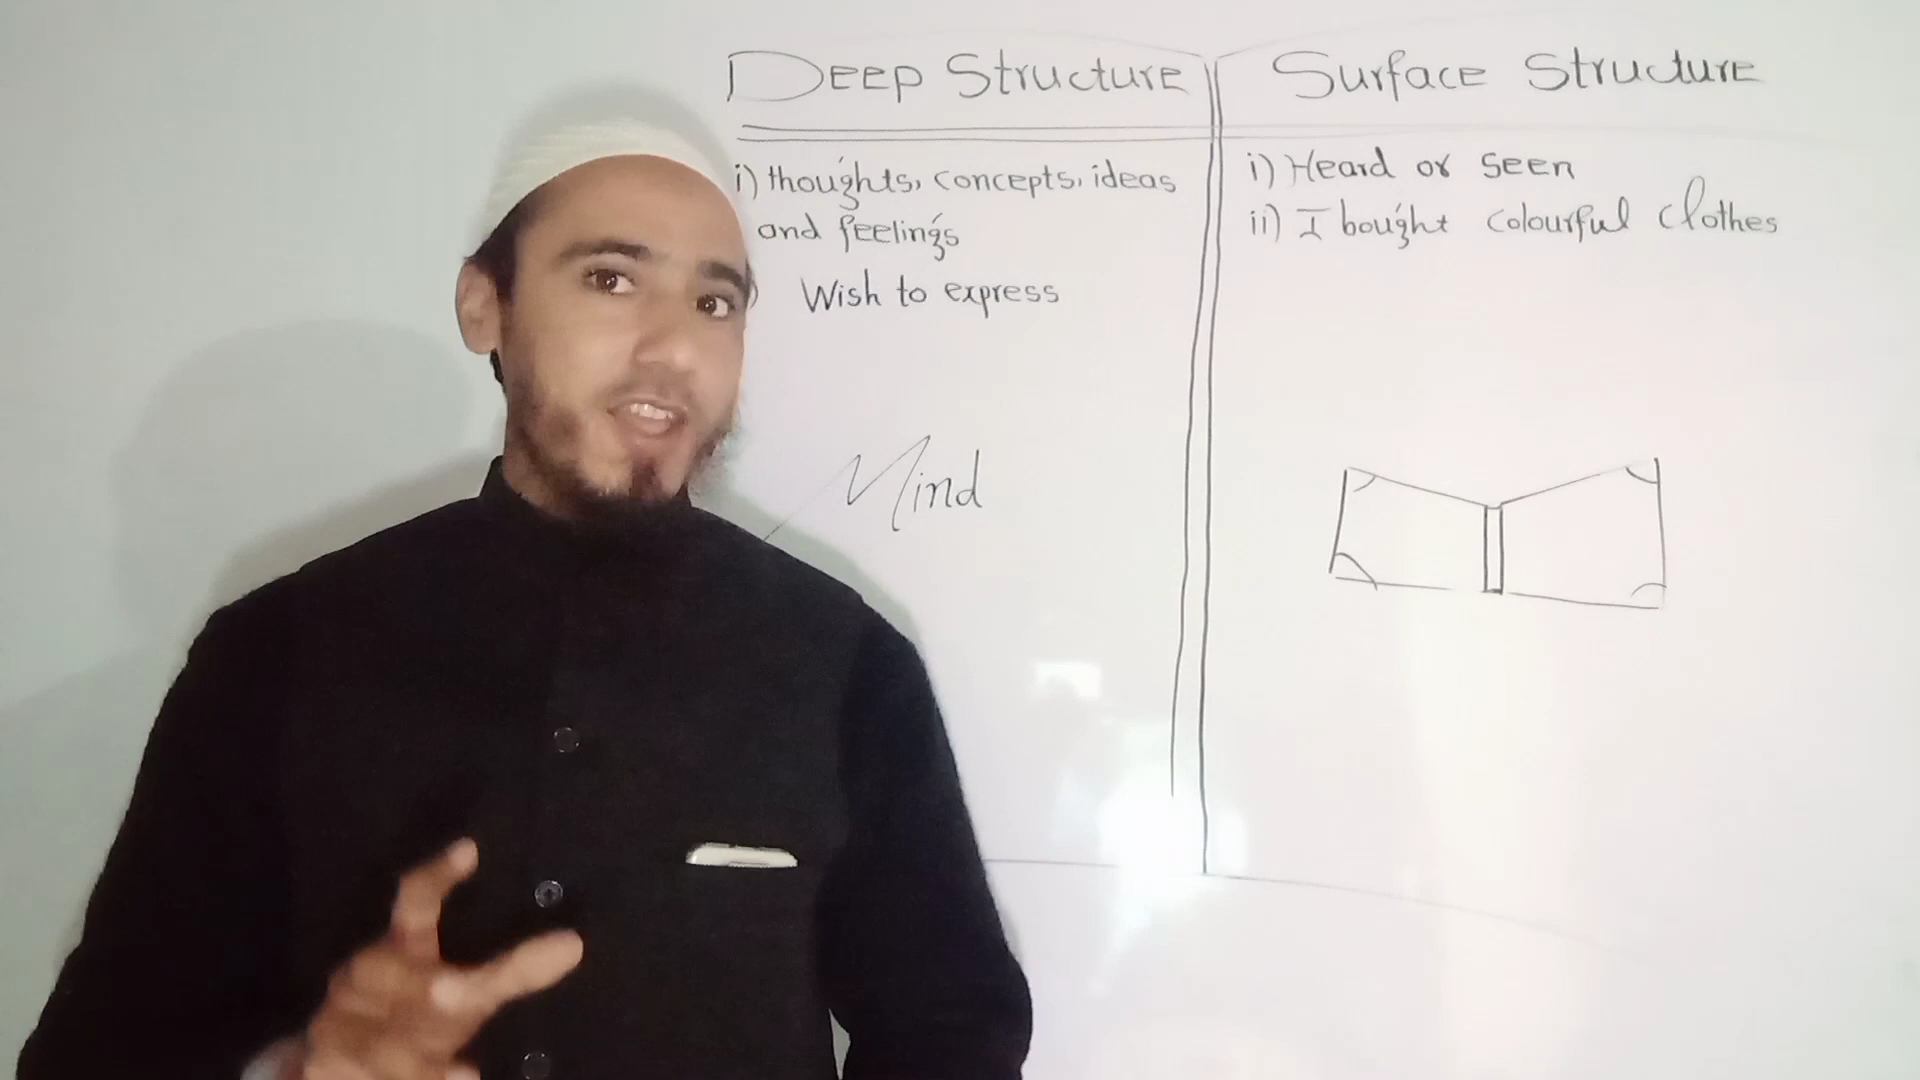 Deep Structure
i) thoughts, concepts, ideas
and feelings
Wish to express
Mind
Surface Structure
i) Heard or seen
ii) I bought colourful clothes